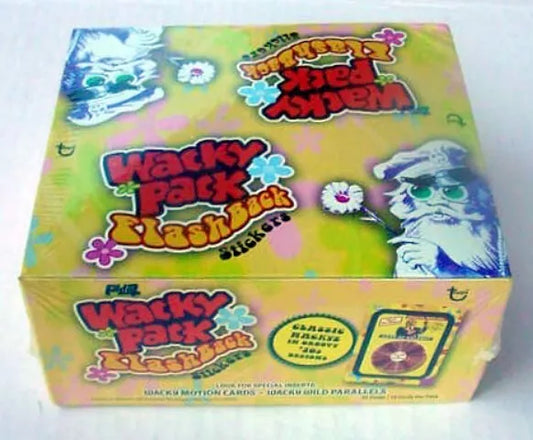 Wacky
Pack
FlashBack
Stickers
Wacky
Pack
FlashBack
Stickers
Wacky
Pack
FlashBack
Stickers
CLASSIC
WACKYS
IN GROOVY
'70s
DESIGNS!
LOOK FOR SPECIAL INSERTS!
WACKY MOTION CARDS • WACKY WILD PARALLELS